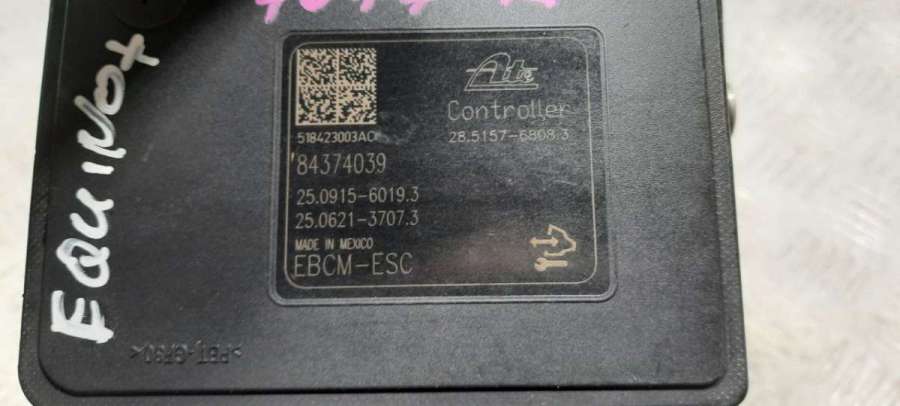 EQUINOX
Ate
Controller
518423003AC
28.5157-6808.3
84374039
25.0915-6019.3
25.0621-3707.3
MADE IN MEXICO
EBCM-ESC